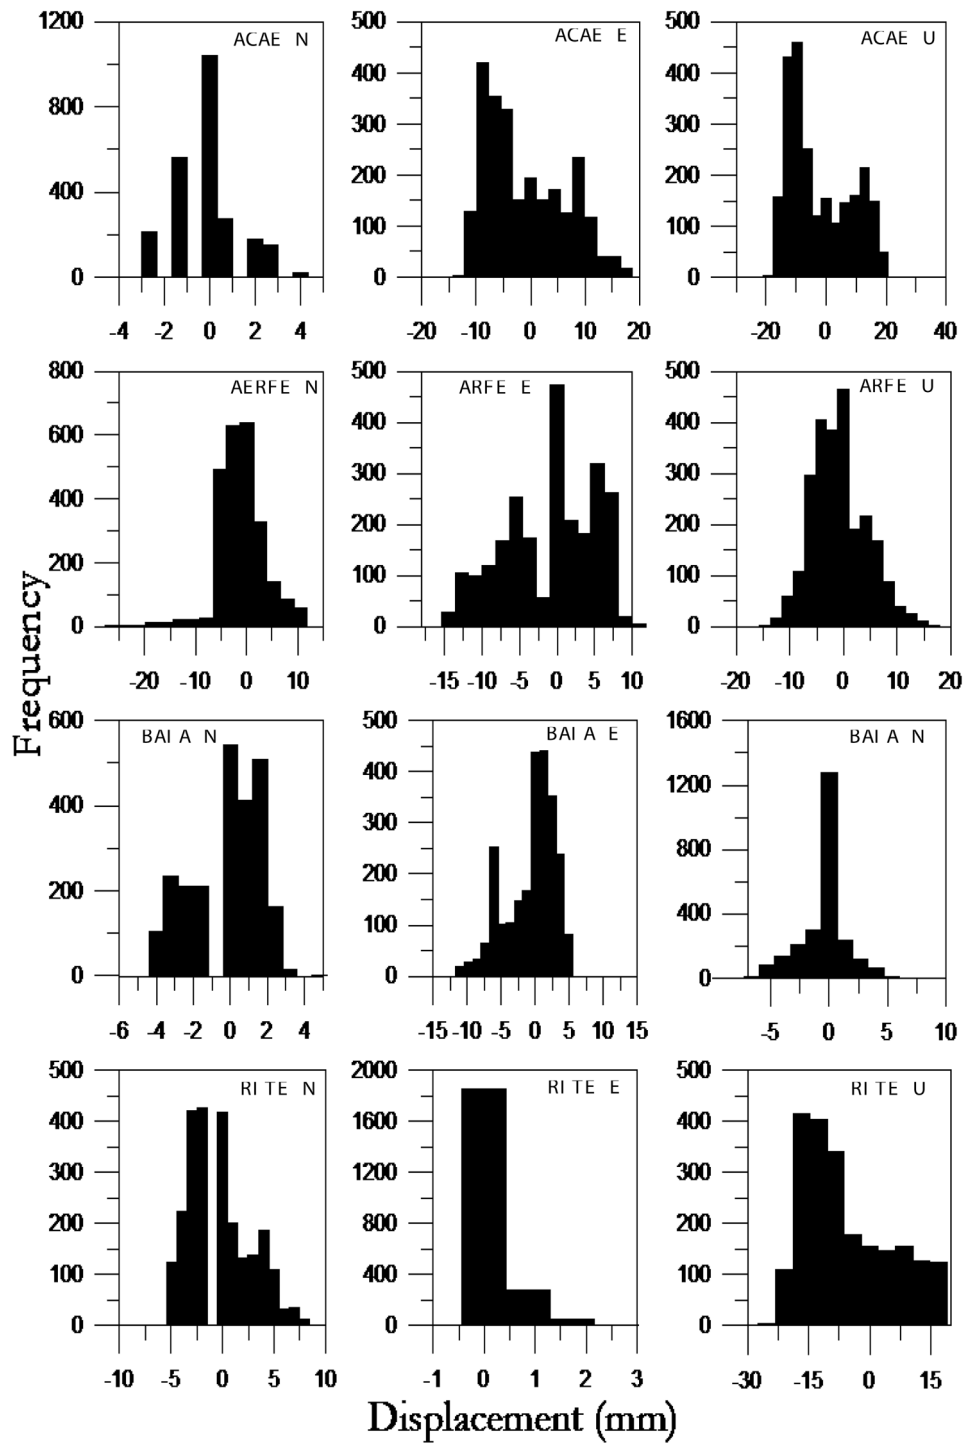 1200 500 500
ACAE N ACAE E ACAE U
400 400
800 300 300
400 200 200
100 100
0 0 0
-4 -2 0 2 4 -20 -10 0 10 20 -20 0 20 40
800 500 500
AERFE N ARFE E ARFE U
600 400 400
400 300 300
200 200 200
100 100
0 0 0
-20 -10 0 10 -15 -10 -5 0 5 10 -20 -10 0 10 20
Frequency
600 500 1600
BAI A N BAI A E BAI A N
400 400 1200
300 800
200 200 400
100
0 0 0
-6 -4 -2 0 2 4 -15 -10 -5 0 5 10 15 -5 0 5 10
500 2000 500
RI TE N RI TE E RI TE U
400 1600 400
300 1200 300
200 800 200
100 400 100
0 0 0
-10 -5 0 5 10 -1 0 1 2 3 -30 -15 0 15
Displacement (mm)